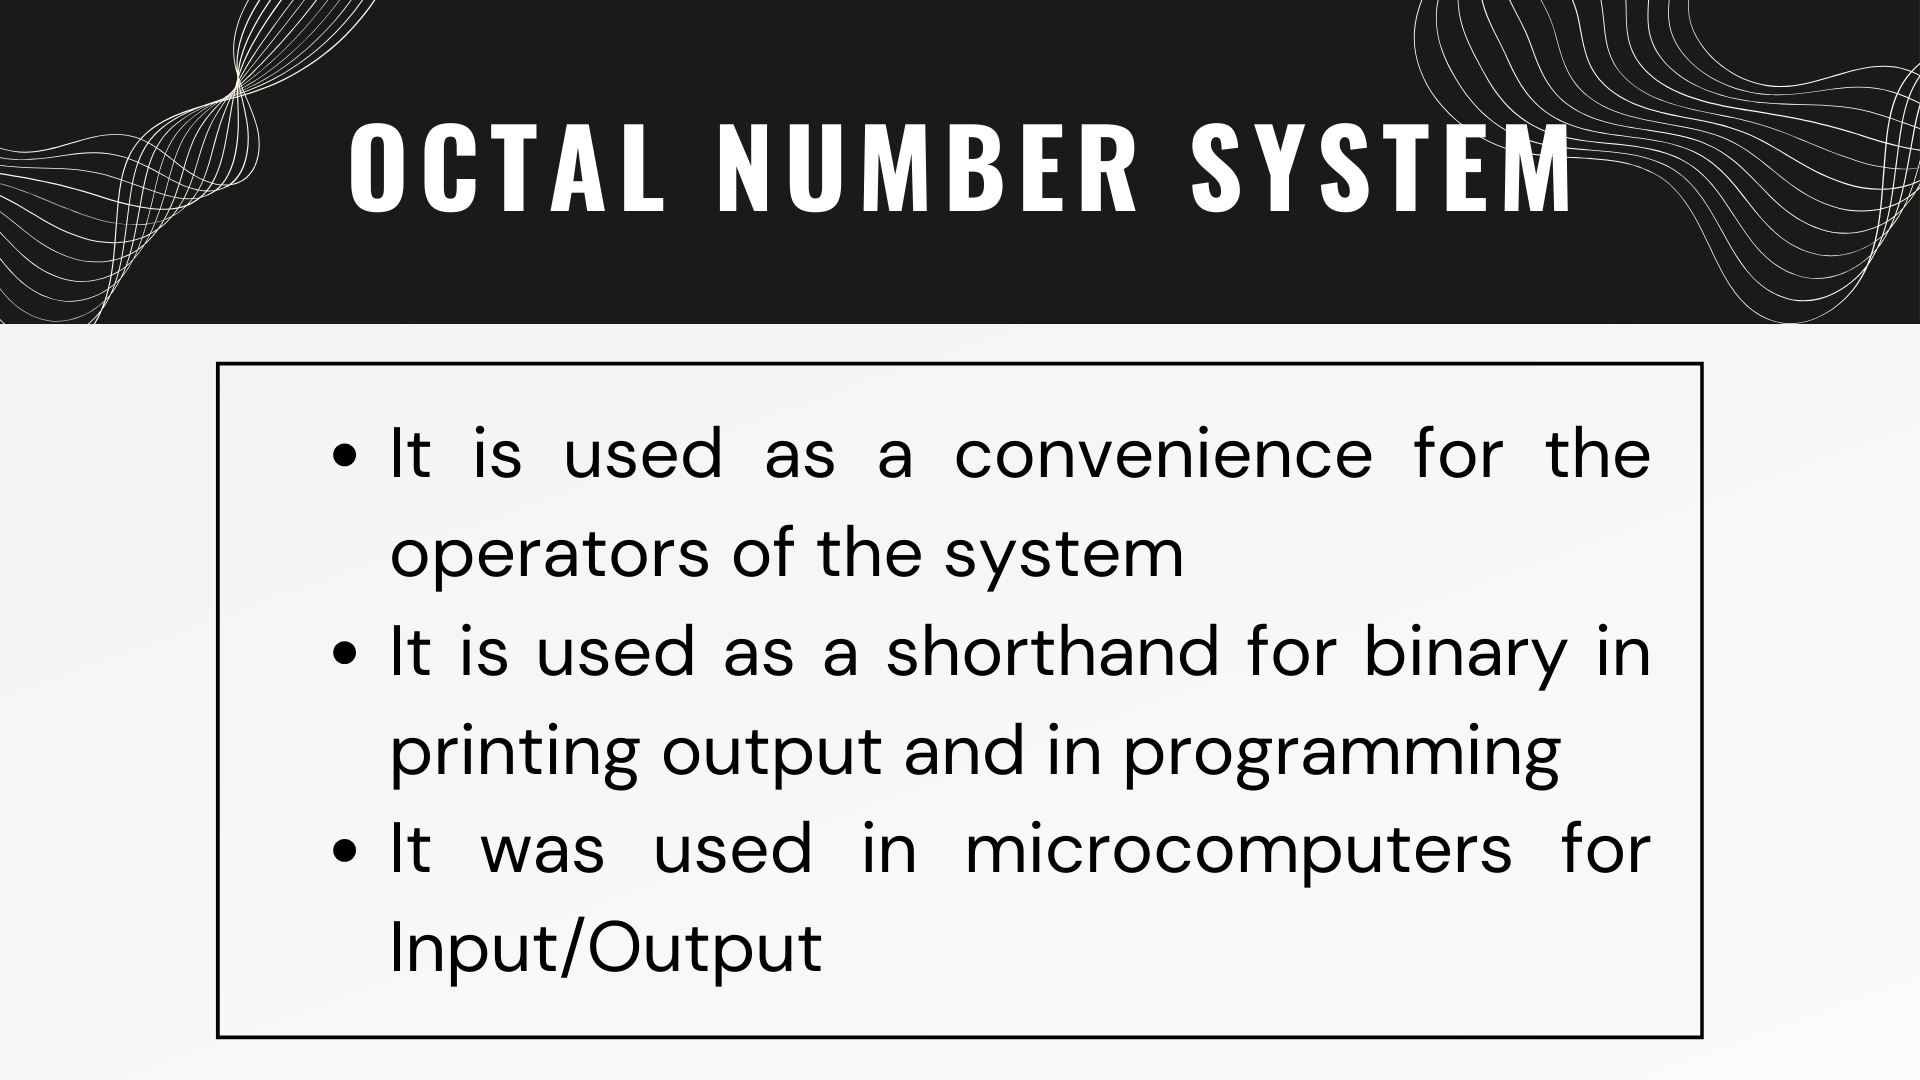 OCTAL NUMBER SYSTEM
• It is used as a convenience for the
operators of the system
• It is used as a shorthand for binary in
printing output and in programming
• It was used in microcomputers for
Input/Output